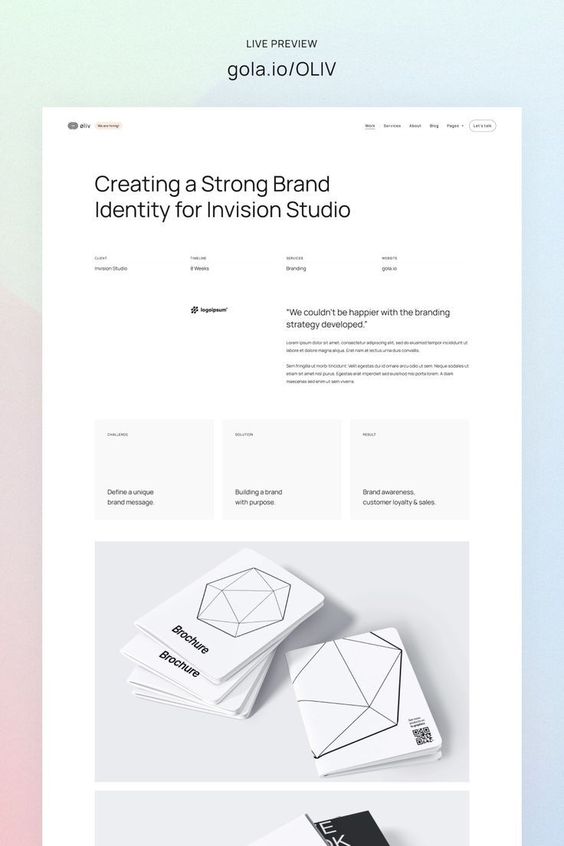 LIVE PREVIEW
gola.io/OLIV
øliv
We are hiring!
Work Services About Blog Pages + Let's talk
Creating a Strong Brand
Identity for Invision Studio
CLIENT TIMELINE SERVICES WEBSITE
Invision Studio 8 Weeks Branding gola.io
logoipsum
“We couldn't be happier with the branding
strategy developed.”
Lorem ipsum dolor sit amet, consectetur adipiscing elit, sed do eiusmod tempor incididunt ut
labore et dolore magna aliqua. Erat nam at lectus urna duis convallis.
Sem fringilla ut morbi tincidunt. Velit egestas dui id ornare arcu odio ut sem. Neque sodales ut
etiam sit amet nisl purus. Egestas erat imperdiet sed euismod nisi porta lorem. A diam
maecenas sed enim ut sem viverra.
CHALLENGE SOLUTION RESULT
Define a unique
brand message.
Building a brand
with purpose.
Brand awareness,
customer loyalty & sales.
Brochure
Brochure
E
K